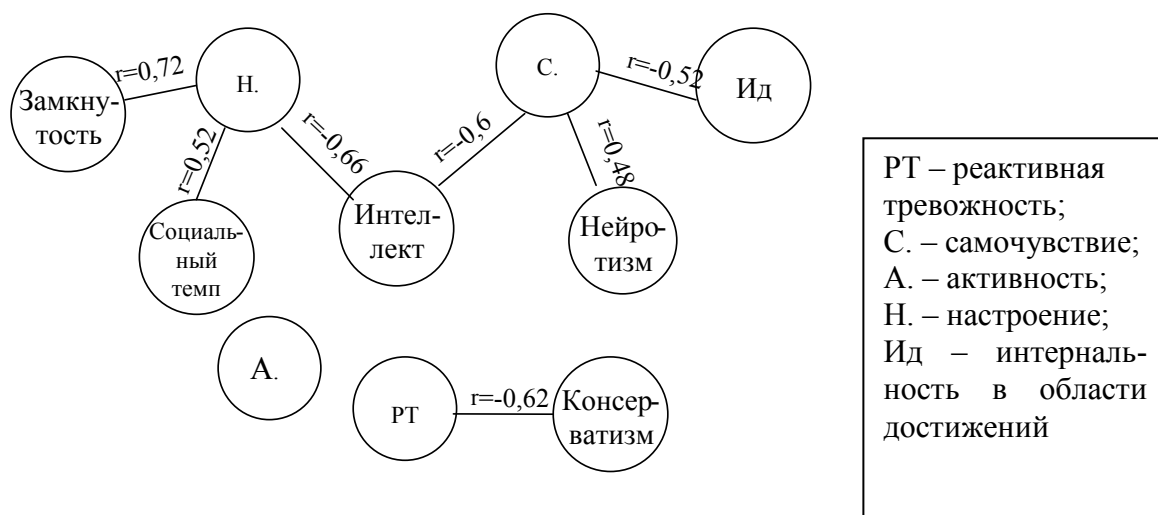 r=0,72
Замкну-
тость
Н.
r=0,52
Социаль-
ный
темп
r=-0,66
Интел-
лект
r=-0,6
С.
r=-0,52
Ид
r=0,48
Нейро-
тизм
А.
РТ
r=-0,62
Консер-
ватизм
РТ – реактивная
тревожность;
С. – самочувствие;
А. – активность;
Н. – настроение;
Ид – интерналь-
ность в области
достижений